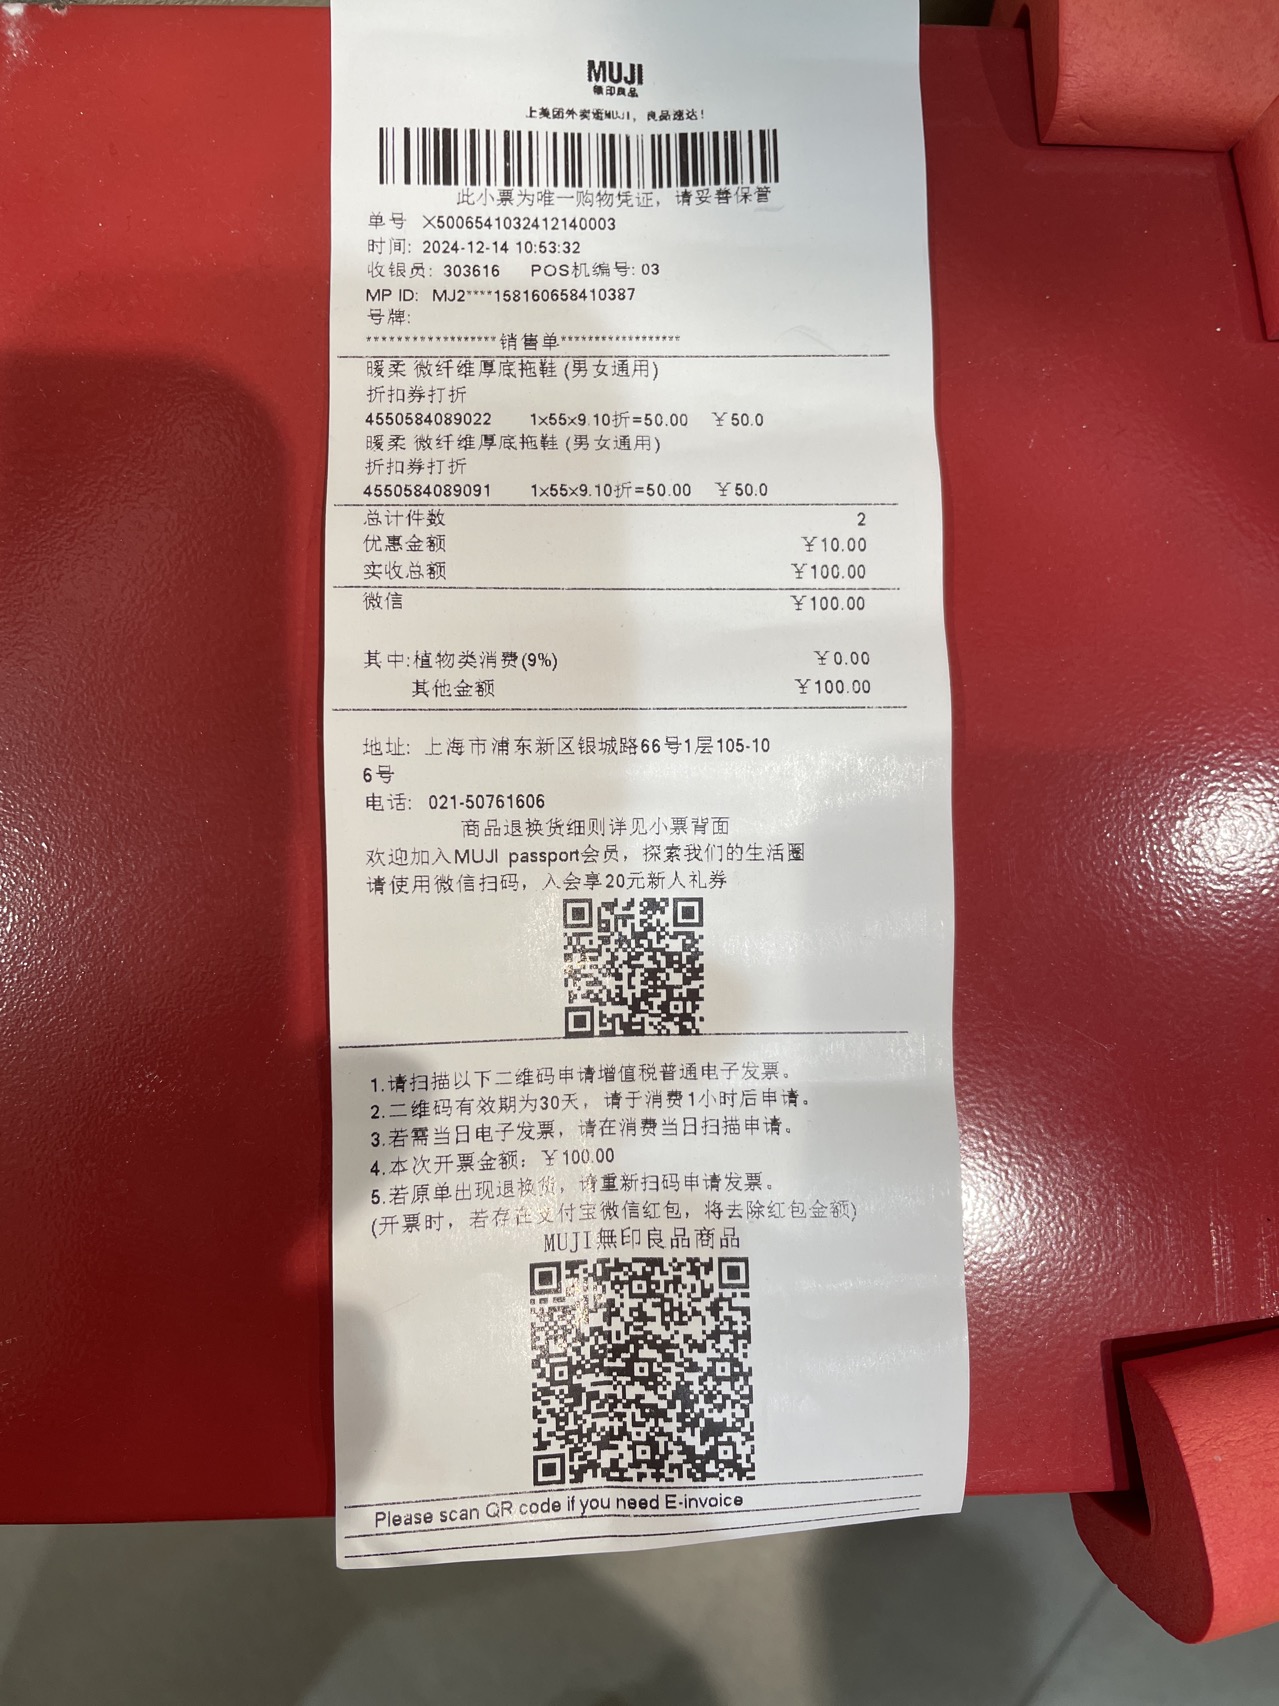 MUJI
無印良品
上美团外卖逛MUJI，良品速达！
此小票为唯一购物凭证，请妥善保管
单号 X5006541032412140003
时间: 2024-12-14 10:53:32
收银员: 303616 POS机编号: 03
MP ID: MJ2****158160658410387
号牌:
*****************销售单****************
暖柔 微纤维厚底拖鞋 (男女通用)
折扣券打折
4550584089022 1x55x9.10折=50.00 ￥50.0
暖柔 微纤维厚底拖鞋 (男女通用)
折扣券打折
4550584089091 1x55x9.10折=50.00 ￥50.0
总计件数 2
优惠金额 ￥10.00
实收总额 ￥100.00
微信 ￥100.00
其中:植物类消费(9%) ￥0.00
其他金额 ￥100.00
地址: 上海市浦东新区银城路66号1层105-10
6号
电话: 021-50761606
商品退换货细则详见小票背面
欢迎加入MUJI passport会员，探索我们的生活圈
请使用微信扫码，入会享20元新人礼券
1.请扫描以下二维码申请增值税普通电子发票。
2.二维码有效期为30天，请于消费1小时后申请。
3.若需当日电子发票，请在消费当日扫描申请。
4.本次开票金额: ￥100.00
5.若原单出现退换货，请重新扫码申请发票。
(开票时，若存在支付宝微信红包，将去除红包金额)
MUJI無印良品商品
Please scan QR code if you need E-invoice